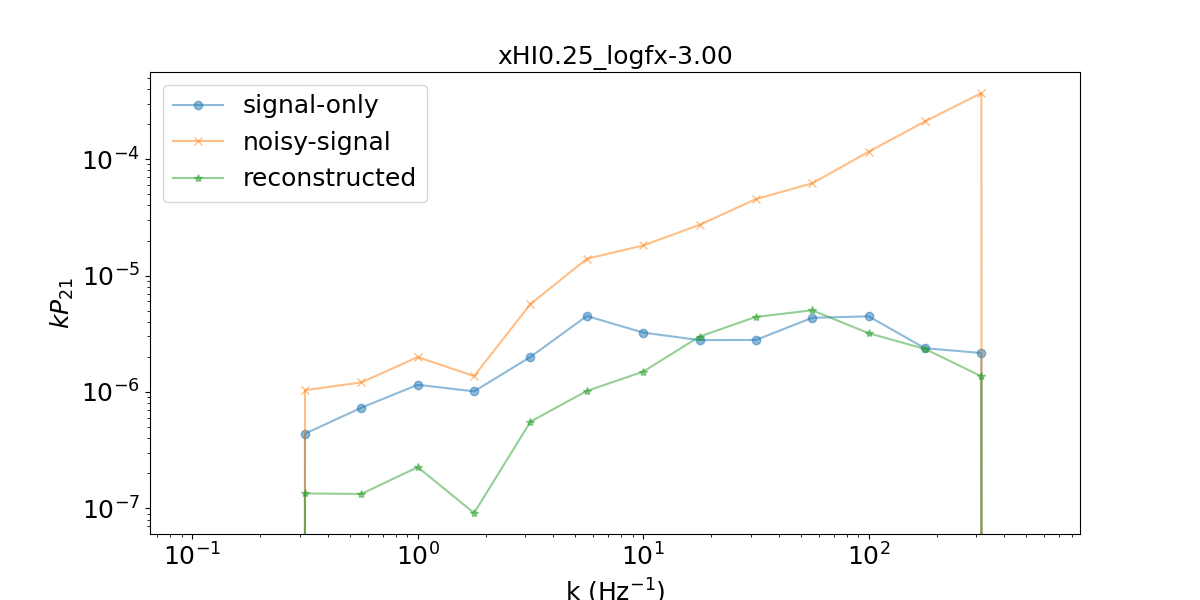 xHI0.25_logfx-3.00
signal-only
noisy-signal
reconstructed
10⁻⁴
10⁻⁵
10⁻⁶
10⁻⁷
kP₂₁
10⁻¹ 10⁰ 10¹ 10²
k (Hz⁻¹)